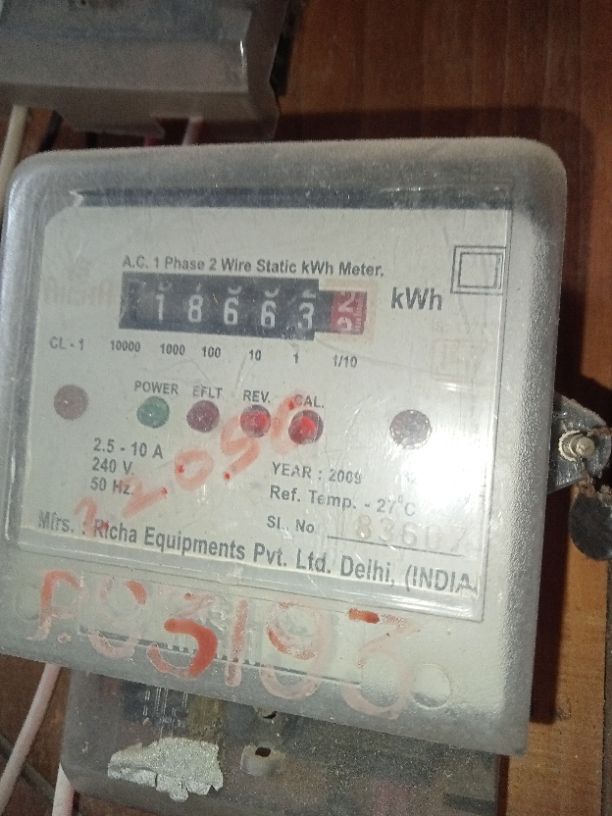 A.C. 1 Phase 2 Wire Static kWh Meter.
18663 kWh
CL - 1 10000 1000 100 10 1 1/10
POWER EFLT REV. CAL.
2.5 - 10 A
240 V.
50 Hz.
YEAR : 2009
Ref. Temp. - 27°C
SL. No. 83607
Mfrs. : Richa Equipments Pvt. Ltd. Delhi, (INDIA
P.83193